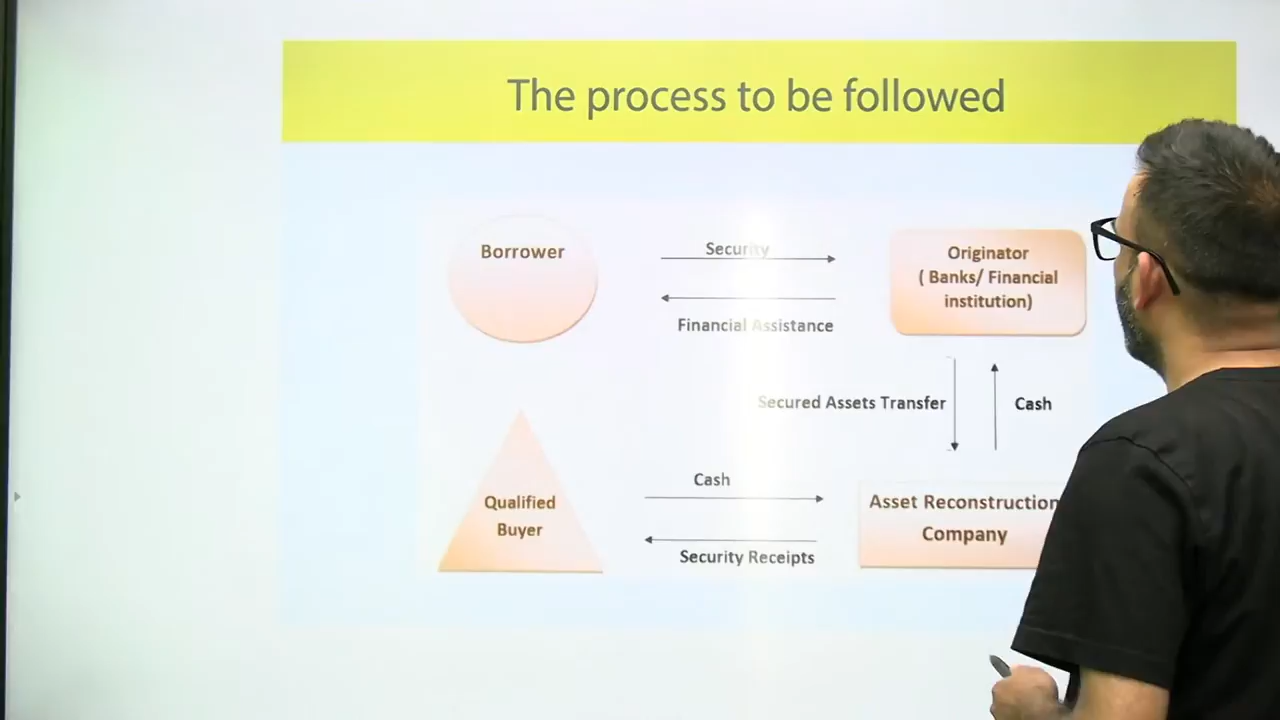 The process to be followed
Borrower
Security
Financial Assistance
Originator
( Banks/ Financial
institution)
Secured Assets Transfer
Cash
Qualified
Buyer
Cash
Security Receipts
Asset Reconstruction
Company